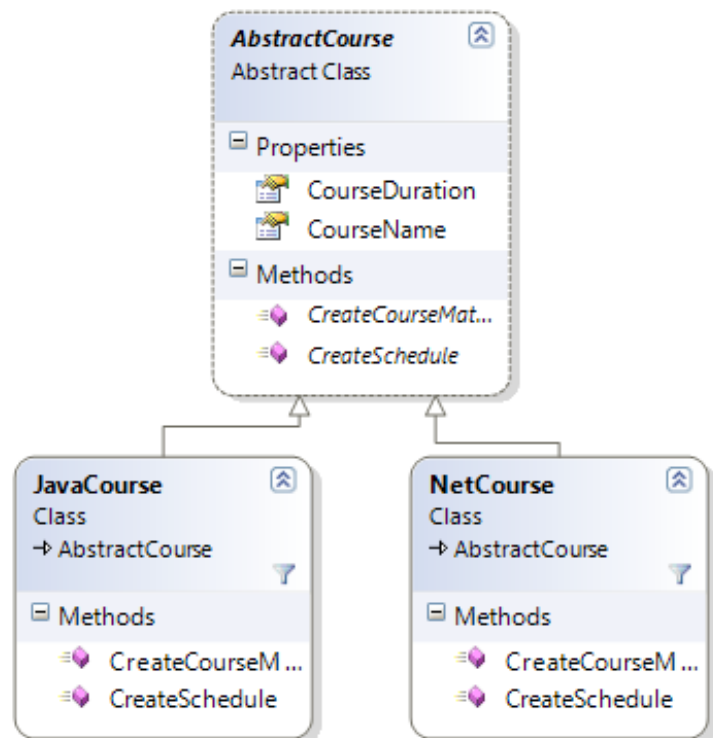 AbstractCourse
Abstract Class
Properties
CourseDuration
CourseName
Methods
CreateCourseMat...
CreateSchedule
JavaCourse
Class
AbstractCourse
Methods
CreateCourseM ...
CreateSchedule
NetCourse
Class
AbstractCourse
Methods
CreateCourseM ...
CreateSchedule